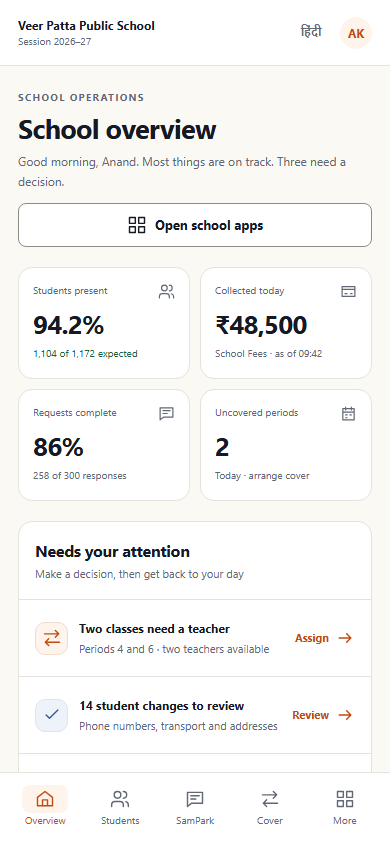 Veer Patta Public School
Session 2026–27
हिंदी
AK
SCHOOL OPERATIONS
School overview
Good morning, Anand. Most things are on track. Three need a
decision.
Open school apps
Students present
94.2%
1,104 of 1,172 expected
Collected today
₹48,500
School Fees · as of 09:42
Requests complete
86%
258 of 300 responses
Uncovered periods
2
Today · arrange cover
Needs your attention
Make a decision, then get back to your day
Two classes need a teacher
Periods 4 and 6 · two teachers available
Assign
14 student changes to review
Phone numbers, transport and addresses
Review
Overview
Students
SamPark
Cover
More